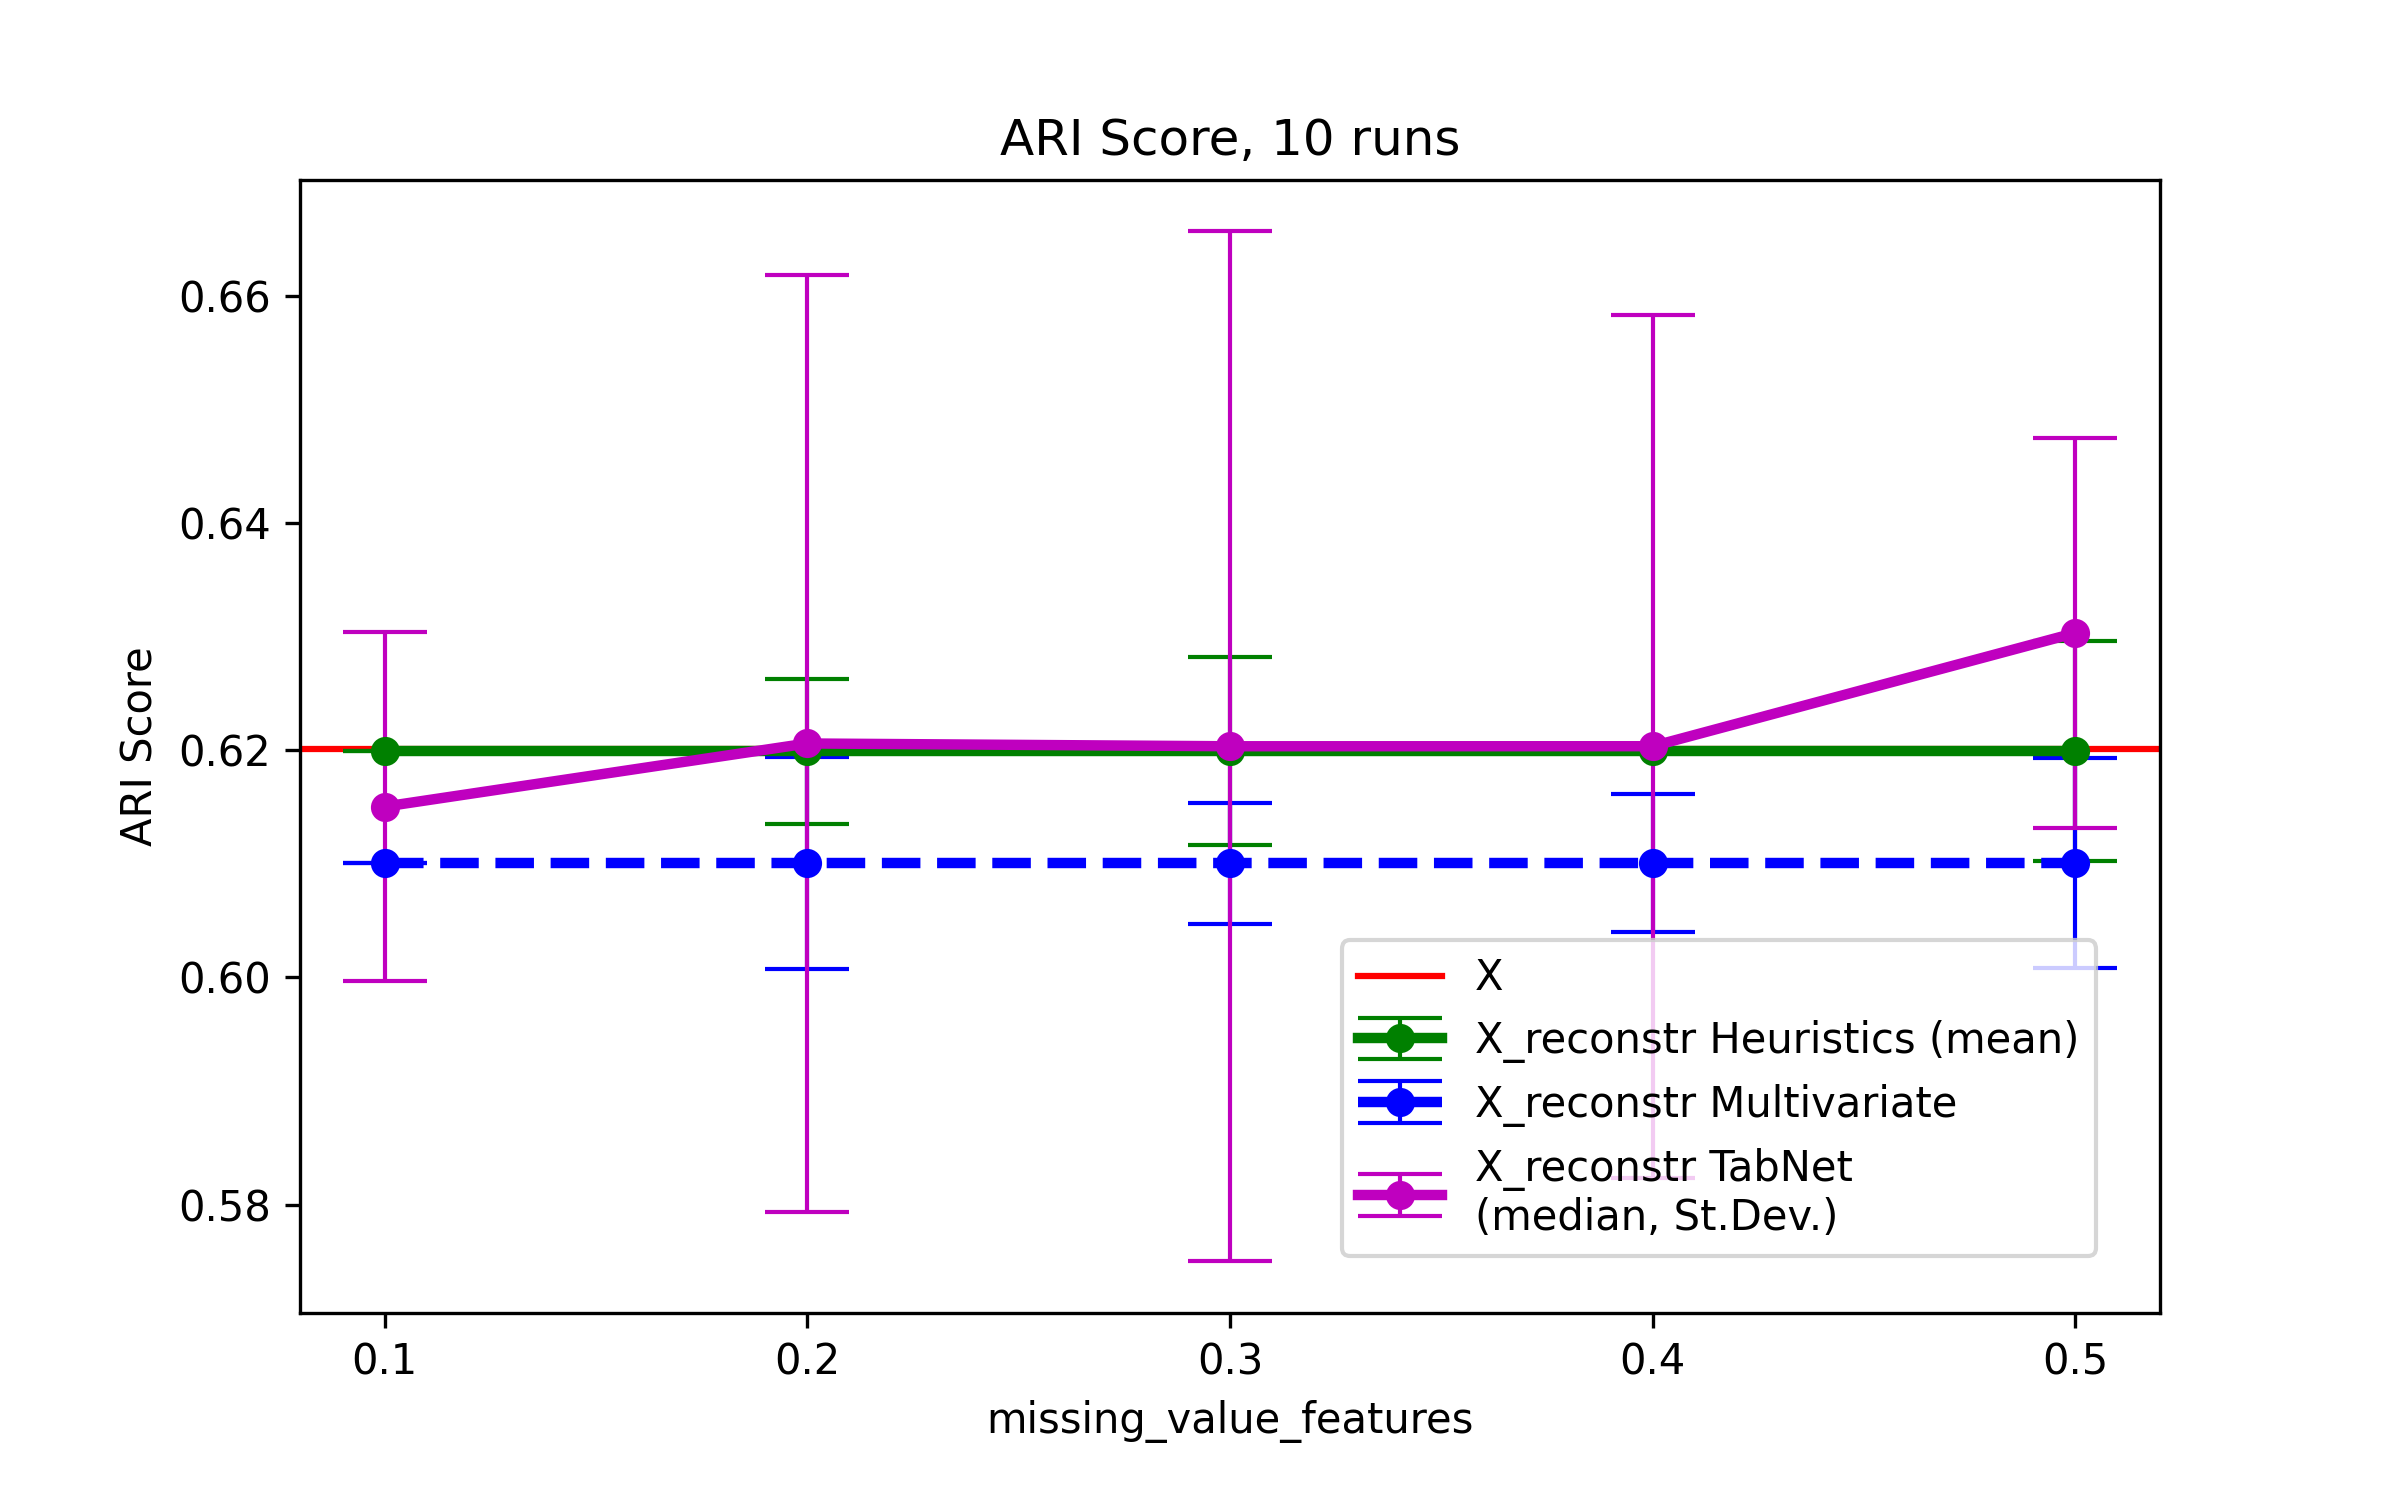 ARI Score, 10 runs
ARI Score
0.66
0.64
0.62
0.60
0.58
X
X_reconstr Heuristics (mean)
X_reconstr Multivariate
X_reconstr TabNet
(median, St.Dev.)
0.1
0.2
0.3
0.4
0.5
missing_value_features